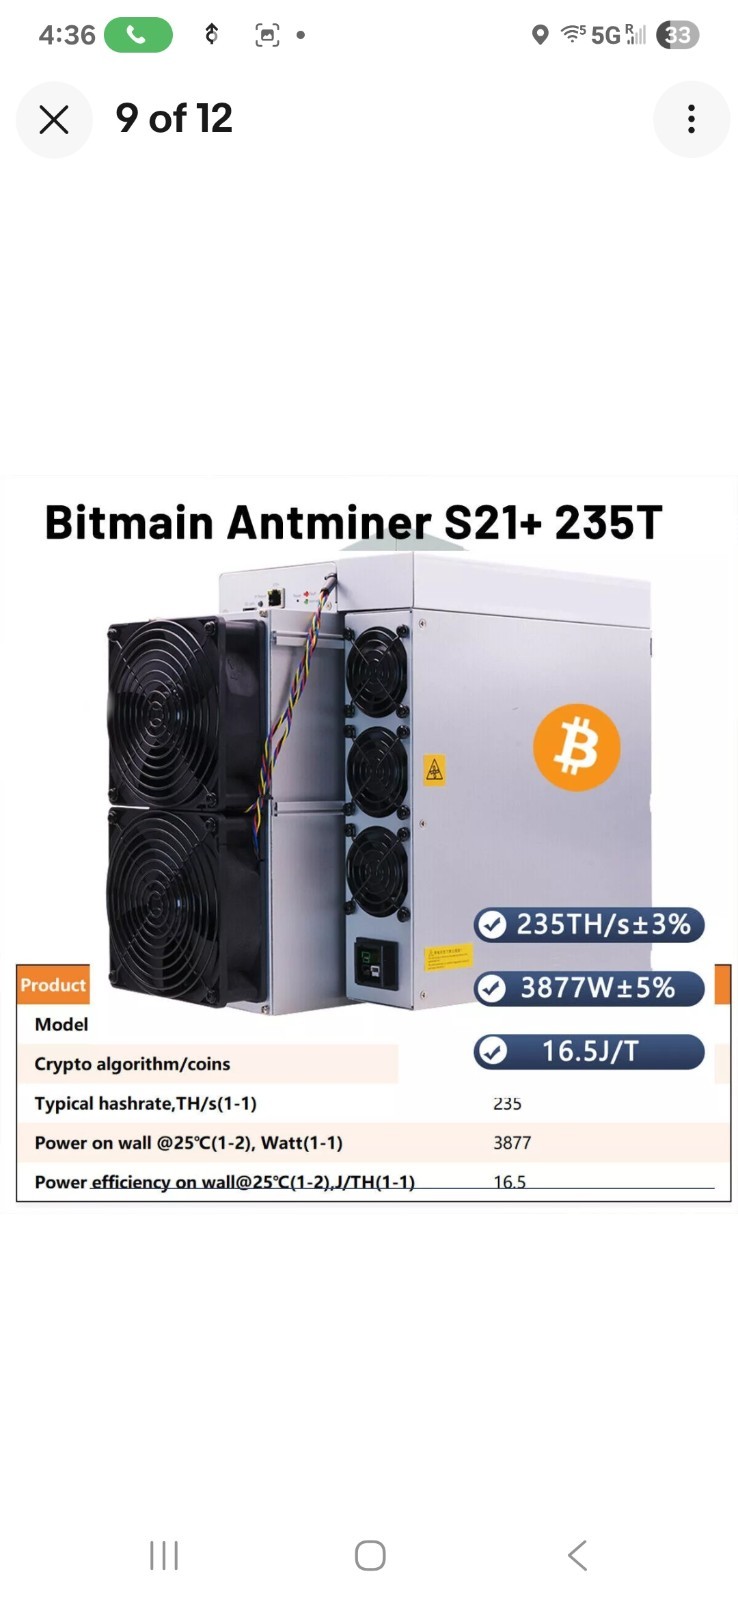 4:36
5G R 33
9 of 12
Bitmain Antminer S21+ 235T
235TH/s±3%
3877W±5%
16.5J/T
Product
Model
Crypto algorithm/coins
Typical hashrate,TH/s(1-1) 235
Power on wall @25℃(1-2), Watt(1-1) 3877
Power efficiency on wall@25℃(1-2),J/TH(1-1) 16.5